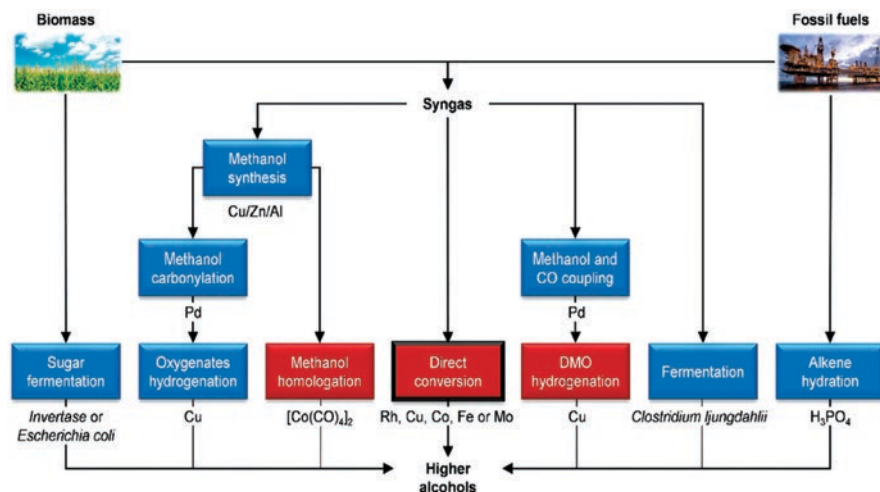 Biomass
Fossil fuels
Syngas
Methanol
synthesis
Cu/Zn/Al
Methanol
carbonylation
Methanol and
CO coupling
Pd
Pd
Sugar
fermentation
Oxygenates
hydrogenation
Methanol
homologation
Direct
conversion
DMO
hydrogenation
Fermentation
Alkene
hydration
Invertase or
Escherichia coli
Cu
[Co(CO)₄]₂
Rh, Cu, Co, Fe or Mo
Cu
Clostridium ljungdahlii
H₃PO₄
Higher
alcohols